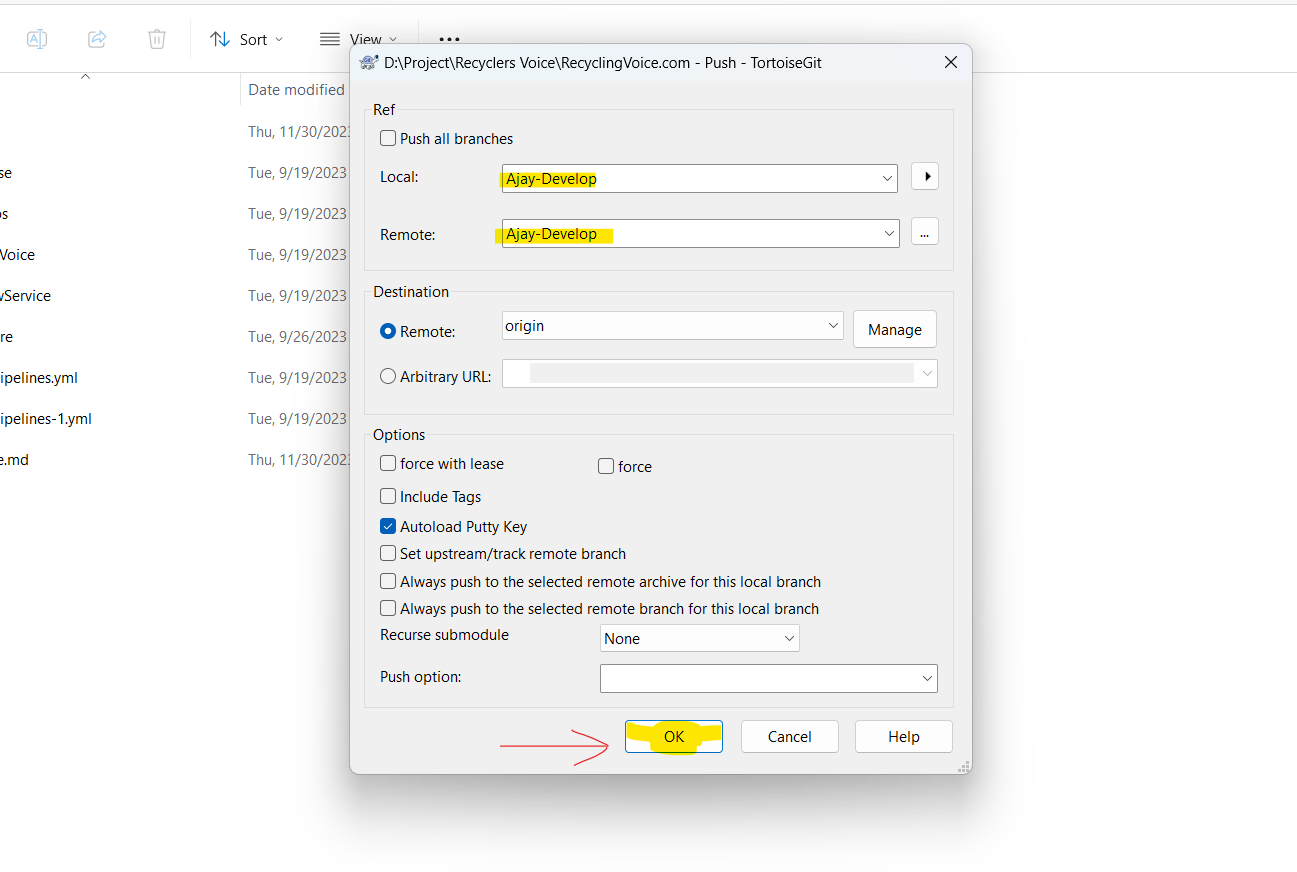 Sort
View
D:\Project\Recyclers Voice\RecyclingVoice.com - Push - TortoiseGit
Date modified
Thu, 11/30/2023
se
Tue, 9/19/2023
os
Tue, 9/19/2023
Voice
Tue, 9/19/2023
wService
Tue, 9/19/2023
re
Tue, 9/26/2023
ipelines.yml
Tue, 9/19/2023
ipelines-1.yml
Tue, 9/19/2023
e.md
Thu, 11/30/2023
Ref
Push all branches
Local:
Ajay-Develop
Remote:
Ajay-Develop
...
Destination
Remote:
origin
Manage
Arbitrary URL:
Options
force with lease
force
Include Tags
Autoload Putty Key
Set upstream/track remote branch
Always push to the selected remote archive for this local branch
Always push to the selected remote branch for this local branch
Recurse submodule
None
Push option:
OK
Cancel
Help